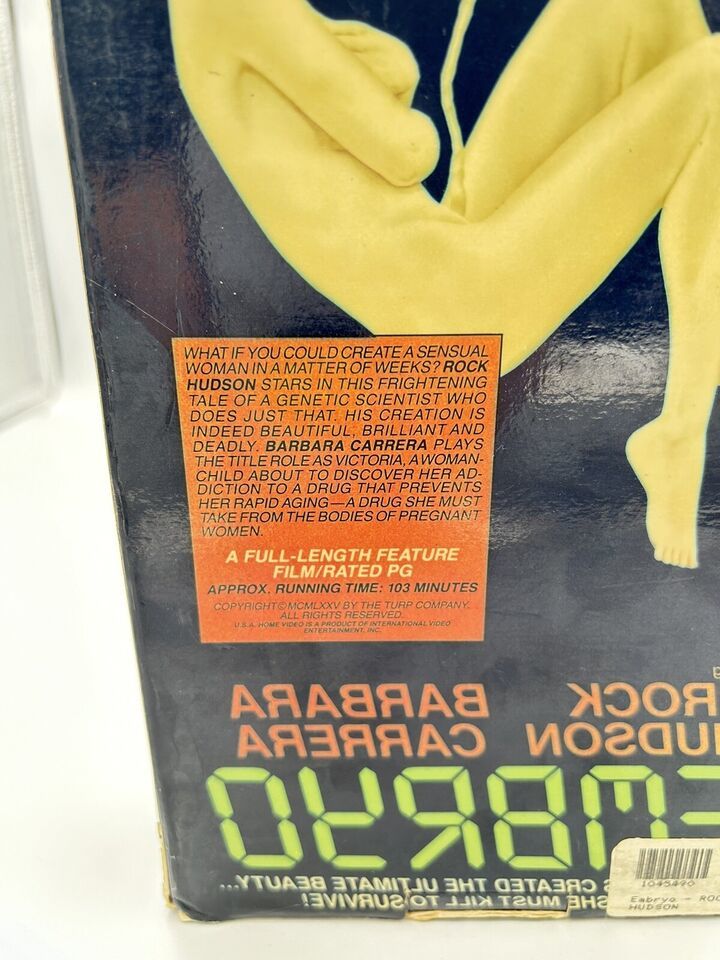 WHAT IF YOU COULD CREATE A SENSUAL
WOMAN IN A MATTER OF WEEKS? ROCK
HUDSON STARS IN THIS FRIGHTENING
TALE OF A GENETIC SCIENTIST WHO
DOES JUST THAT. HIS CREATION IS
INDEED BEAUTIFUL, BRILLIANT AND
DEADLY. BARBARA CARRERA PLAYS
THE TITLE ROLE AS VICTORIA, A WOMAN-
CHILD ABOUT TO DISCOVER HER AD-
DICTION TO A DRUG THAT PREVENTS
HER RAPID AGING—A DRUG SHE MUST
TAKE FROM THE BODIES OF PREGNANT
WOMEN.
A FULL-LENGTH FEATURE
FILM/RATED PG
APPROX. RUNNING TIME: 103 MINUTES
COPYRIGHT © MCMLXXV BY THE TURP COMPANY.
ALL RIGHTS RESERVED.
U.S.A. HOME VIDEO IS A PRODUCT OF INTERNATIONAL VIDEO
ENTERTAINMENT, INC.
ROCK BARBARA
HUDSON CARRERA
EMBRYO
CREATED THE ULTIMATE BEAUTY...
SHE MUST KILL TO SURVIVE!
1045490
Embryo - ROC
HUDSON